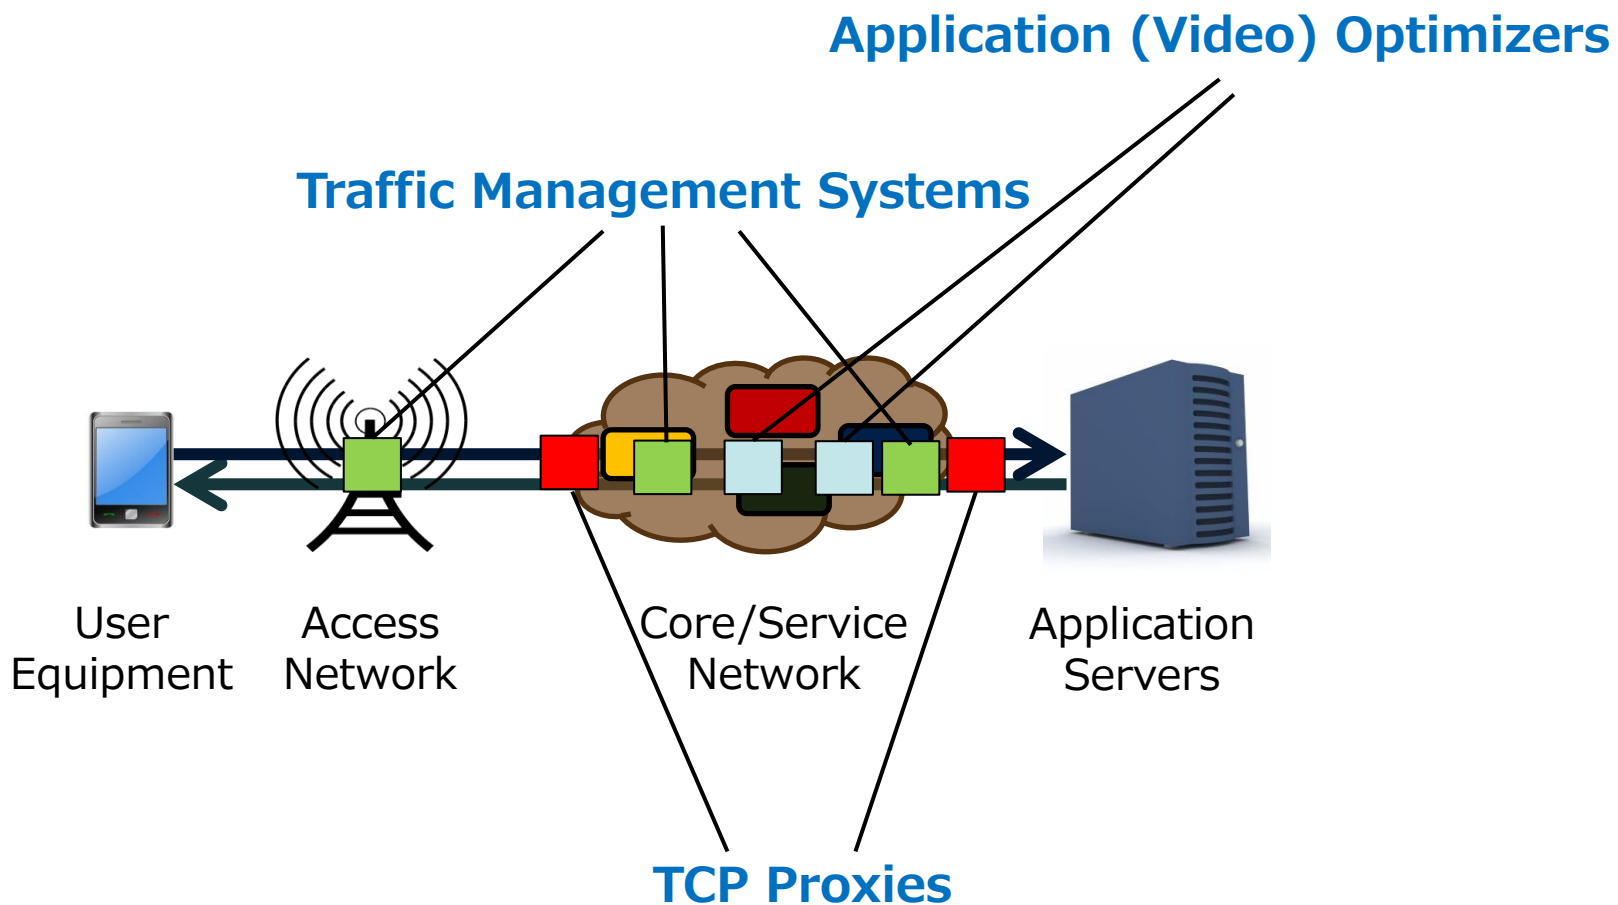 Application (Video) Optimizers
Traffic Management Systems
User
Equipment
Access
Network
Core/Service
Network
Application
Servers
TCP Proxies